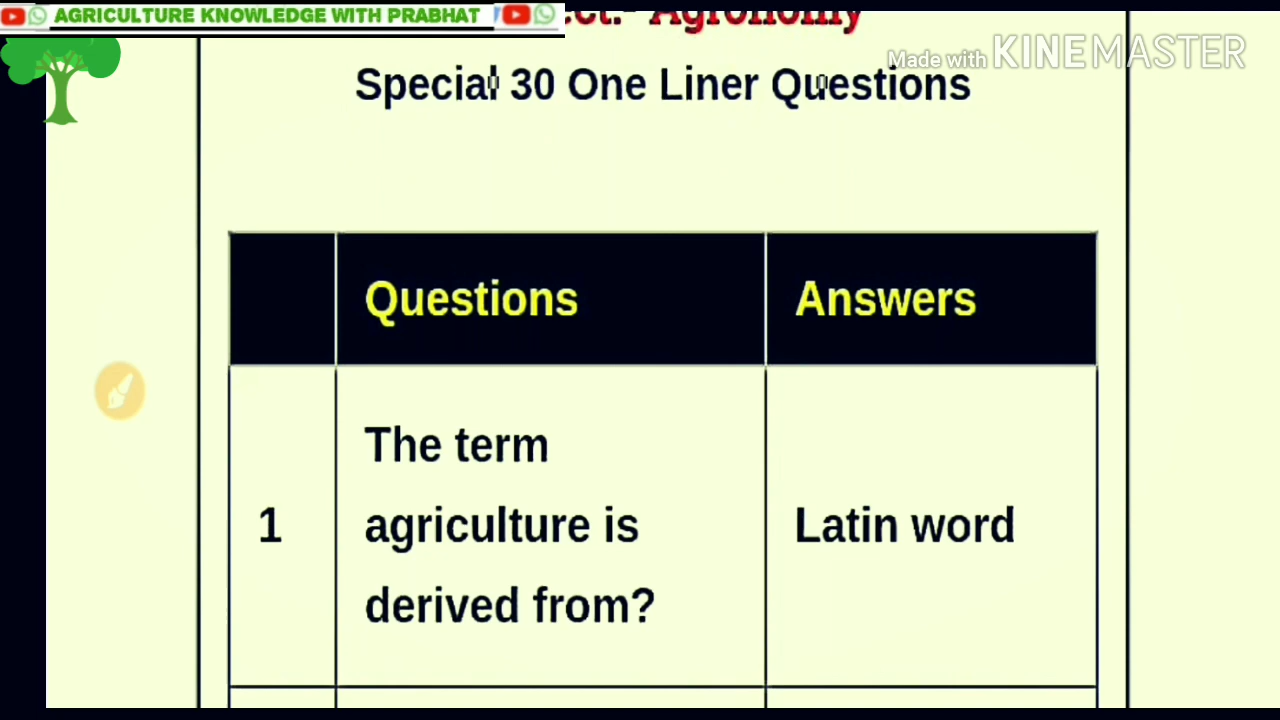 AGRICULTURE KNOWLEDGE WITH PRABHAT
Agronomy
Made with KINEMASTER
Special 30 One Liner Questions
Questions
Answers
1
The term
agriculture is
derived from?
Latin word